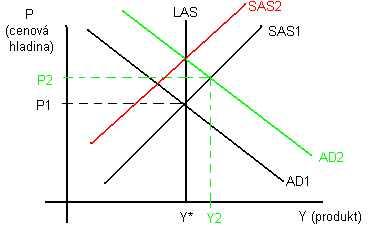 P
(cenová
hladina)
LAS
SAS2
SAS1
P2
P1
AD2
AD1
Y*
Y2
Y (produkt)